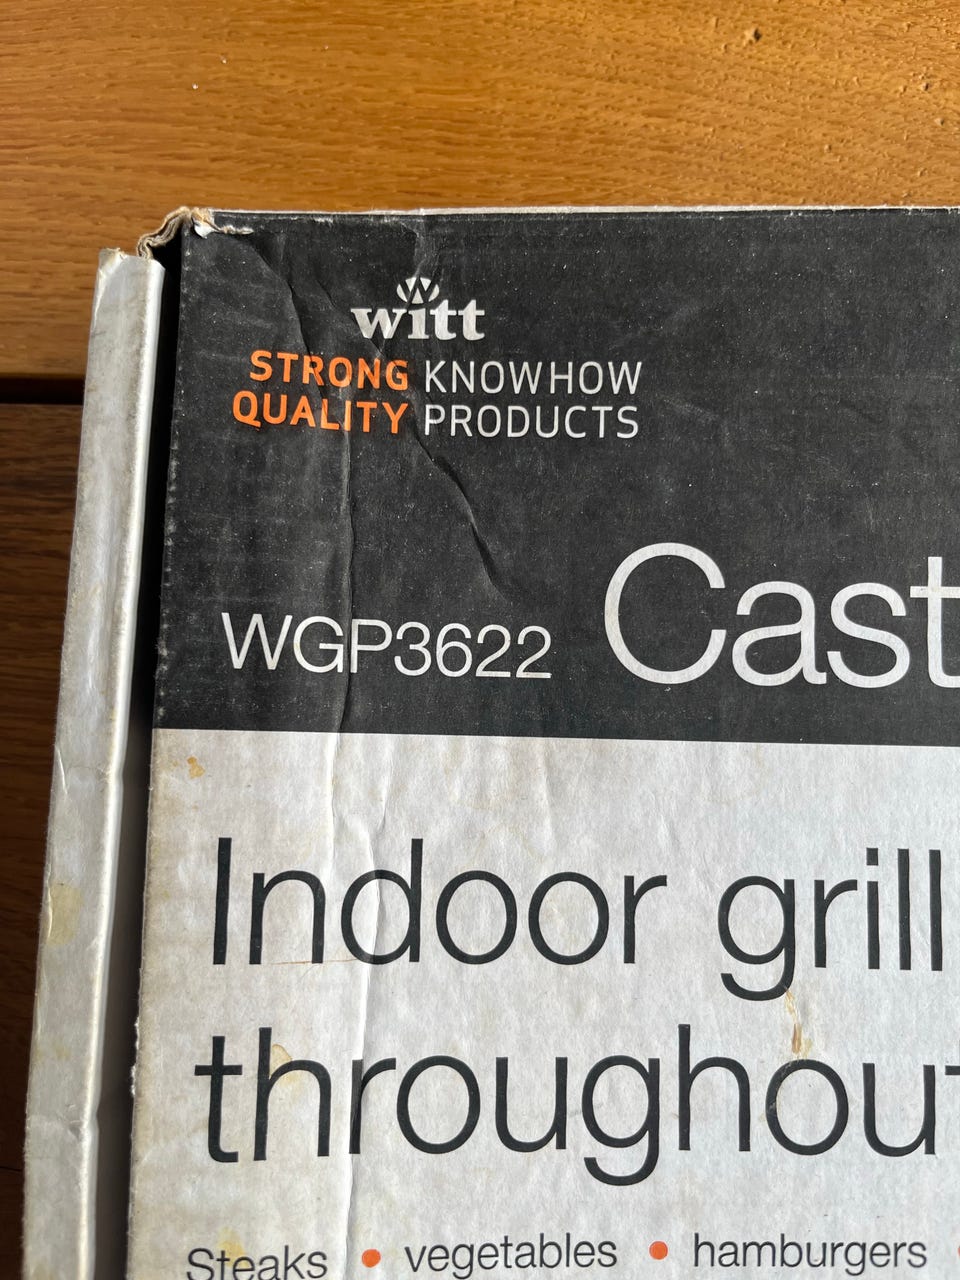 witt
STRONG KNOWHOW
QUALITY PRODUCTS
WGP3622 Cast
Indoor grill
throughout
Steaks • vegetables • hamburgers